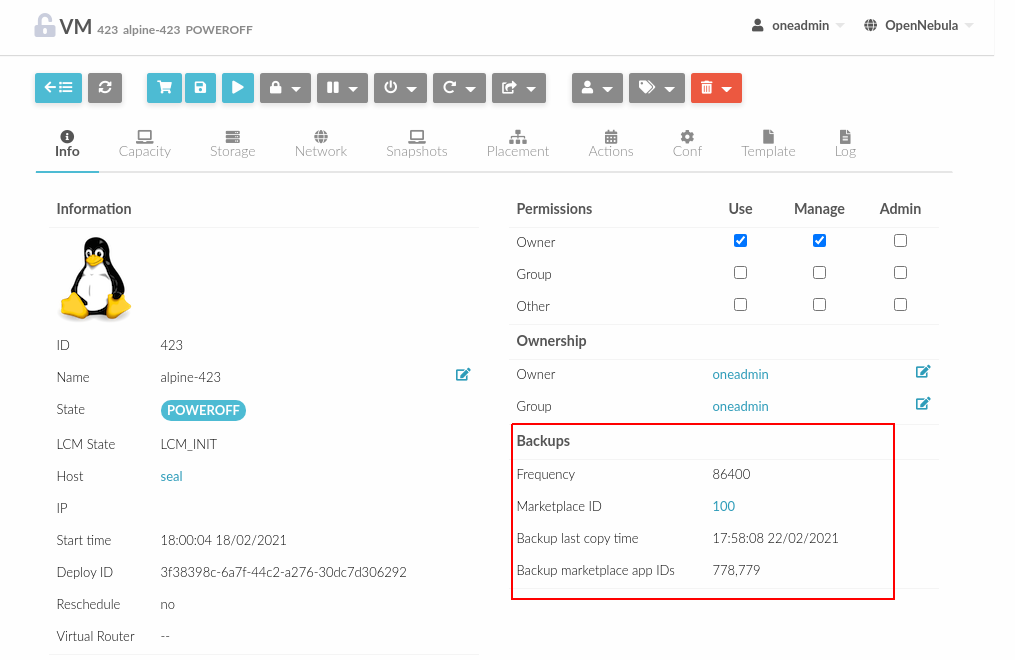 VM 423 alpine-423 POWEROFF
oneadmin OpenNebula
Info Capacity Storage Network Snapshots Placement Actions Conf Template Log
Information
ID 423
Name alpine-423
State POWEROFF
LCM State LCM_INIT
Host seal
IP
Start time 18:00:04 18/02/2021
Deploy ID 3f38398c-6a7f-44c2-a276-30dc7d306292
Reschedule no
Virtual Router --
Permissions Use Manage Admin
Owner
Group
Other
Ownership
Owner oneadmin
Group oneadmin
Backups
Frequency 86400
Marketplace ID 100
Backup last copy time 17:58:08 22/02/2021
Backup marketplace app IDs 778,779